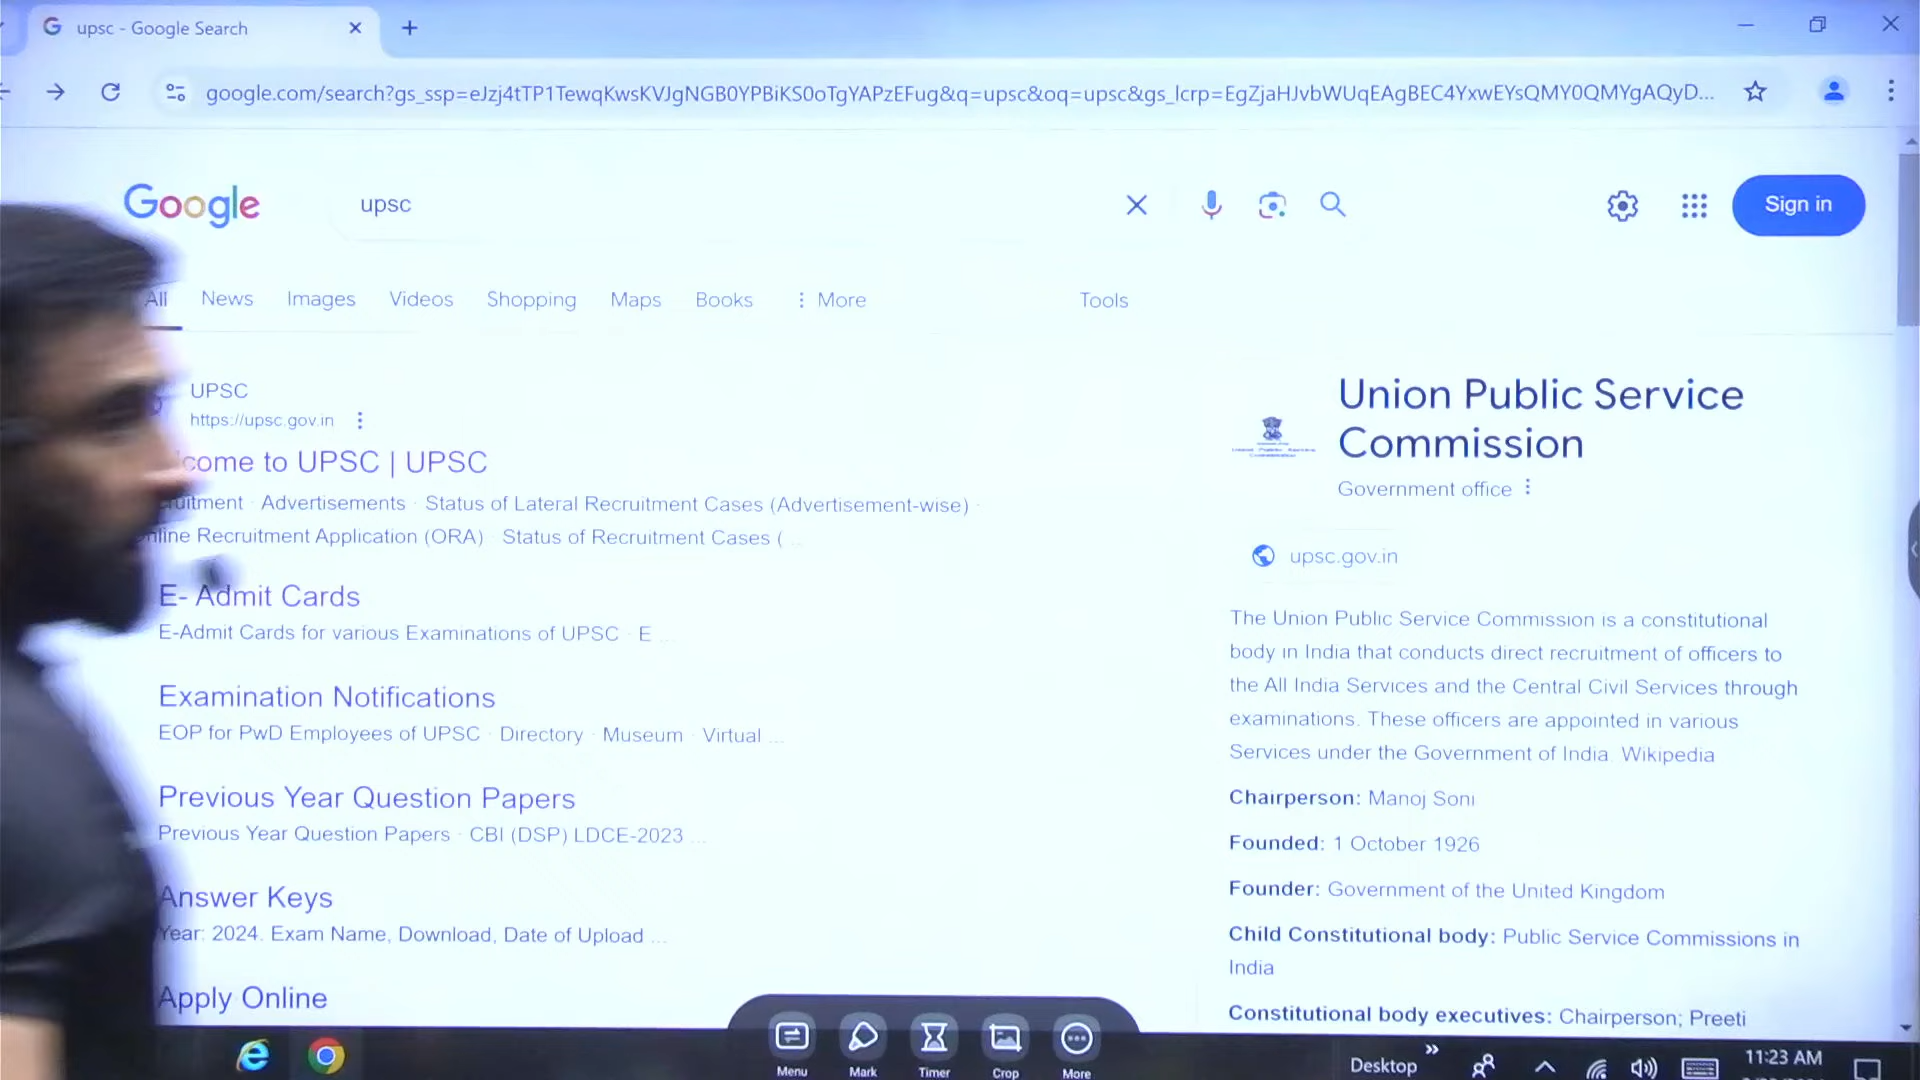 upsc - Google Search
google.com/search?gs_ssp=eJzj4tTP1TewqKwsKVJgNGB0YPBiKS0oTgYAPzEFug&q=upsc&oq=upsc&gs_lcrp=EgZjaHJvbWUqEAgBEC4YxwEYsQMY0QMYgAQyD...
Google upsc Sign in
All News Images Videos Shopping Maps Books More Tools
UPSC
https://upsc.gov.in
come to UPSC | UPSC
Advertisements · Status of Lateral Recruitment Cases (Advertisement-wise) ·
Recruitment Application (ORA) · Status of Recruitment Cases ( ...
E- Admit Cards
E-Admit Cards for various Examinations of UPSC · E ...
Examination Notifications
EOP for PwD Employees of UPSC · Directory · Museum · Virtual ...
Previous Year Question Papers
Previous Year Question Papers · CBI (DSP) LDCE-2023 ...
Answer Keys
Year: 2024. Exam Name, Download, Date of Upload ...
Apply Online
Union Public Service
Commission
Government office
upsc.gov.in
The Union Public Service Commission is a constitutional
body in India that conducts direct recruitment of officers to
the All India Services and the Central Civil Services through
examinations. These officers are appointed in various
Services under the Government of India. Wikipedia
Chairperson: Manoj Soni
Founded: 1 October 1926
Founder: Government of the United Kingdom
Child Constitutional body: Public Service Commissions in
India
Constitutional body executives: Chairperson; Preeti
Menu Mark Timer Crop More
Desktop 11:23 AM